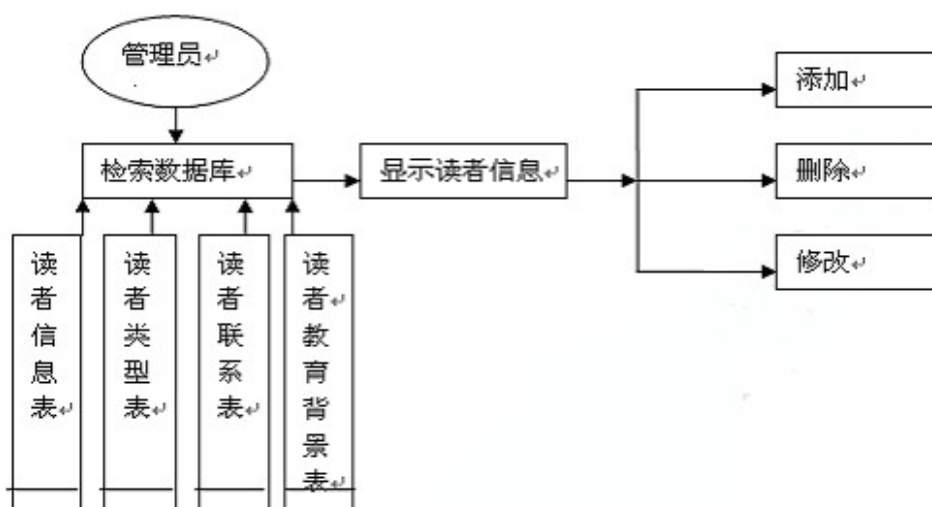 管理员
检索数据库
显示读者信息
添加
删除
修改
读者信息表
读者类型表
读者联系表
读者教育背景表